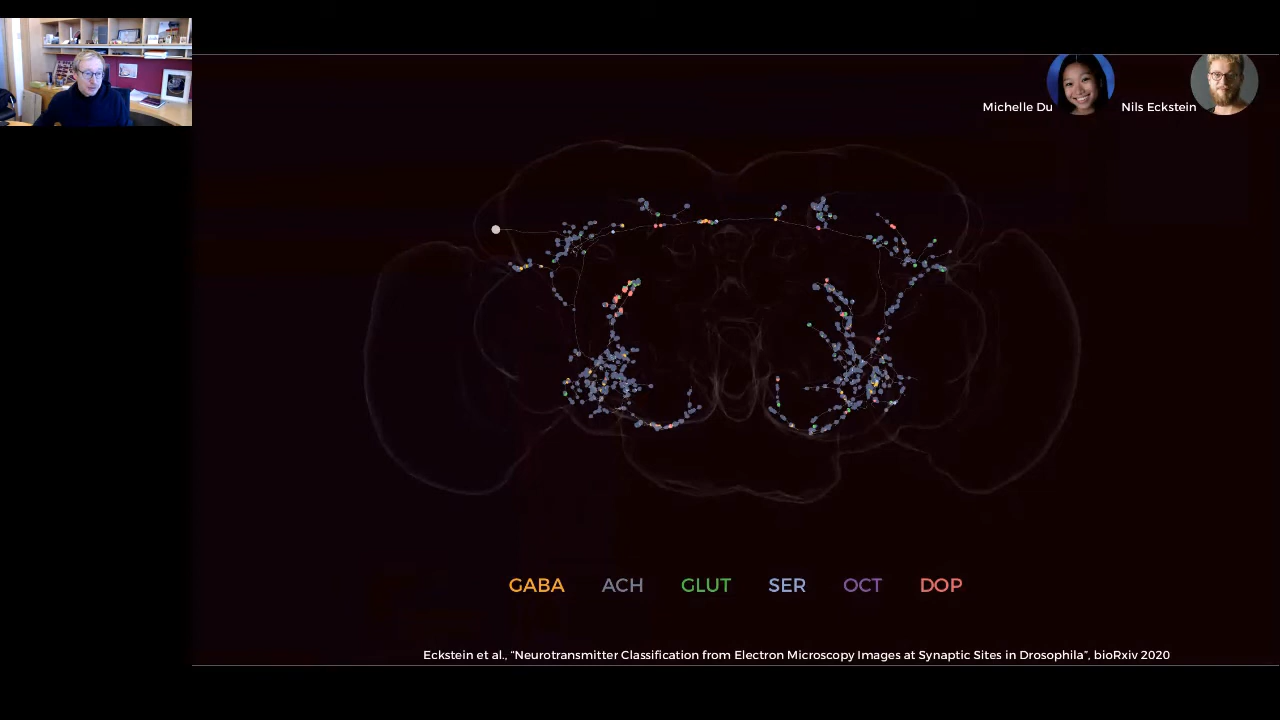 Michelle Du
Nils Eckstein
GABA ACH GLUT SER OCT DOP
Eckstein et al., “Neurotransmitter Classification from Electron Microscopy Images at Synaptic Sites in Drosophila”, bioRxiv 2020